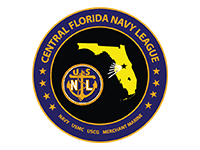 CENTRAL FLORIDA NAVY LEAGUE
U S
N L
NAVY USMC USCG MERCHANT MARINE